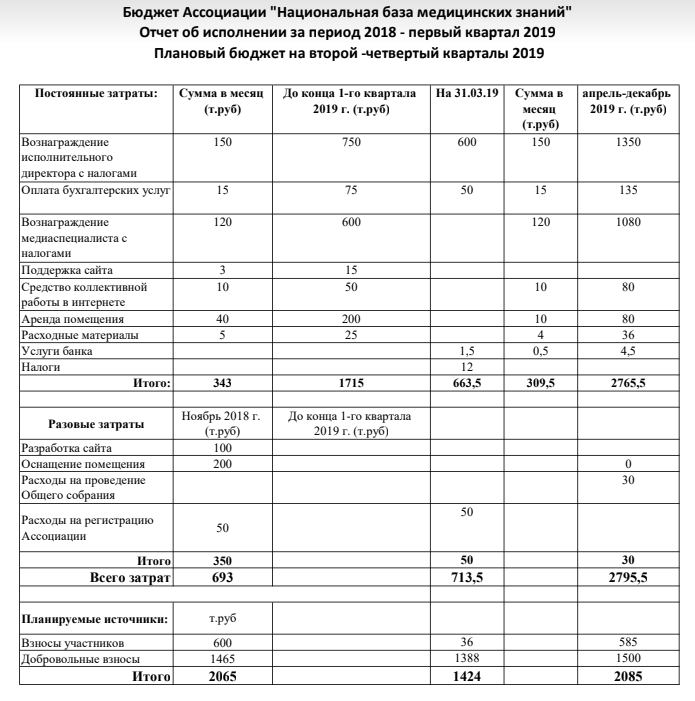 Бюджет Ассоциации "Национальная база медицинских знаний"
Отчет об исполнении за период 2018 - первый квартал 2019
Плановый бюджет на второй -четвертый кварталы 2019
Постоянные затраты: Сумма в месяц До конца 1-го квартала На 31.03.19 Сумма в апрель-декабрь
(т.руб) 2019 г. (т.руб) месяц 2019 г. (т.руб)
(т.руб)
Вознаграждение 150 750 600 150 1350
исполнительного
директора с налогами
Оплата бухгалтерских услуг 15 75 50 15 135
Вознаграждение 120 600 120 1080
медиаспециалиста с
налогами
Поддержка сайта 3 15
Средство коллективной 10 50 10 80
работы в интернете
Аренда помещения 40 200 10 80
Расходные материалы 5 25 4 36
Услуги банка 1,5 0,5 4,5
Налоги 12
Итого: 343 1715 663,5 309,5 2765,5
Разовые затраты Ноябрь 2018 г. До конца 1-го квартала
(т.руб) 2019 г. (т.руб)
Разработка сайта 100
Оснащение помещения 200 0
Расходы на проведение 30
Общего собрания
Расходы на регистрацию 50 50
Ассоциации
Итого 350 50 30
Всего затрат 693 713,5 2795,5
Планируемые источники: т.руб
Взносы участников 600 36 585
Добровольные взносы 1465 1388 1500
Итого 2065 1424 2085